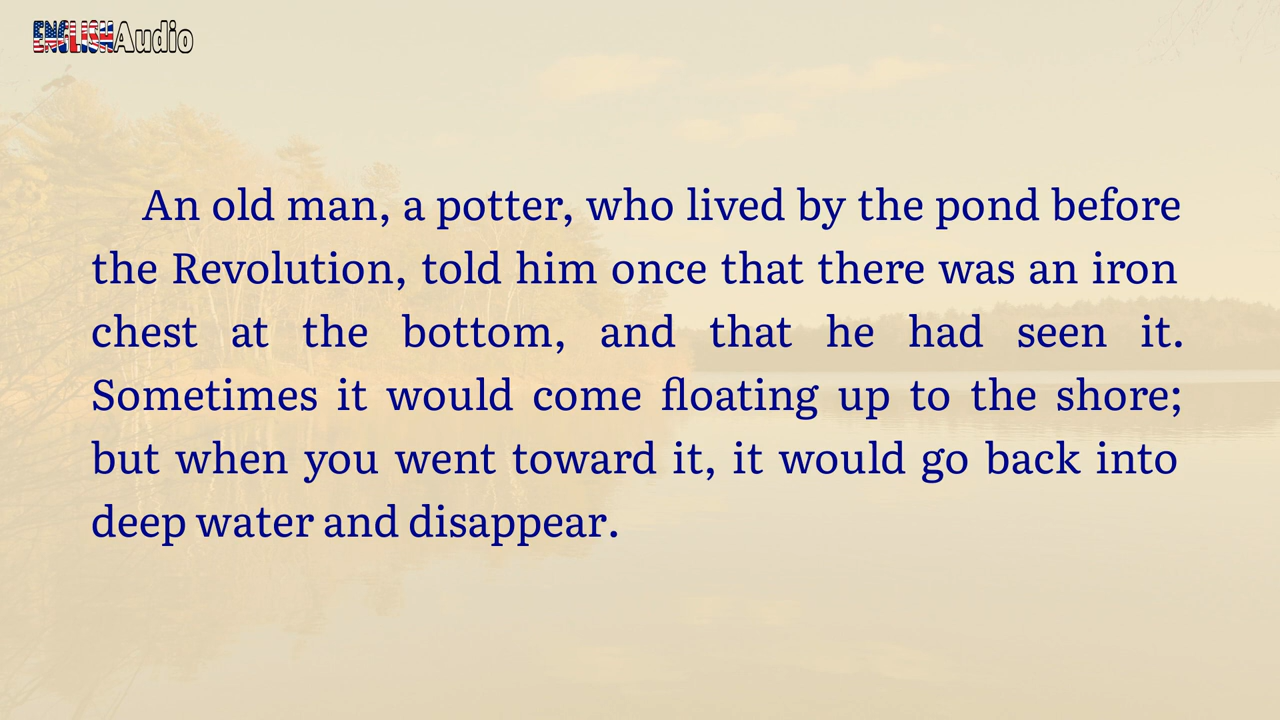 ENGLISHAudio
An old man, a potter, who lived by the pond before
the Revolution, told him once that there was an iron
chest at the bottom, and that he had seen it.
Sometimes it would come floating up to the shore;
but when you went toward it, it would go back into
deep water and disappear.